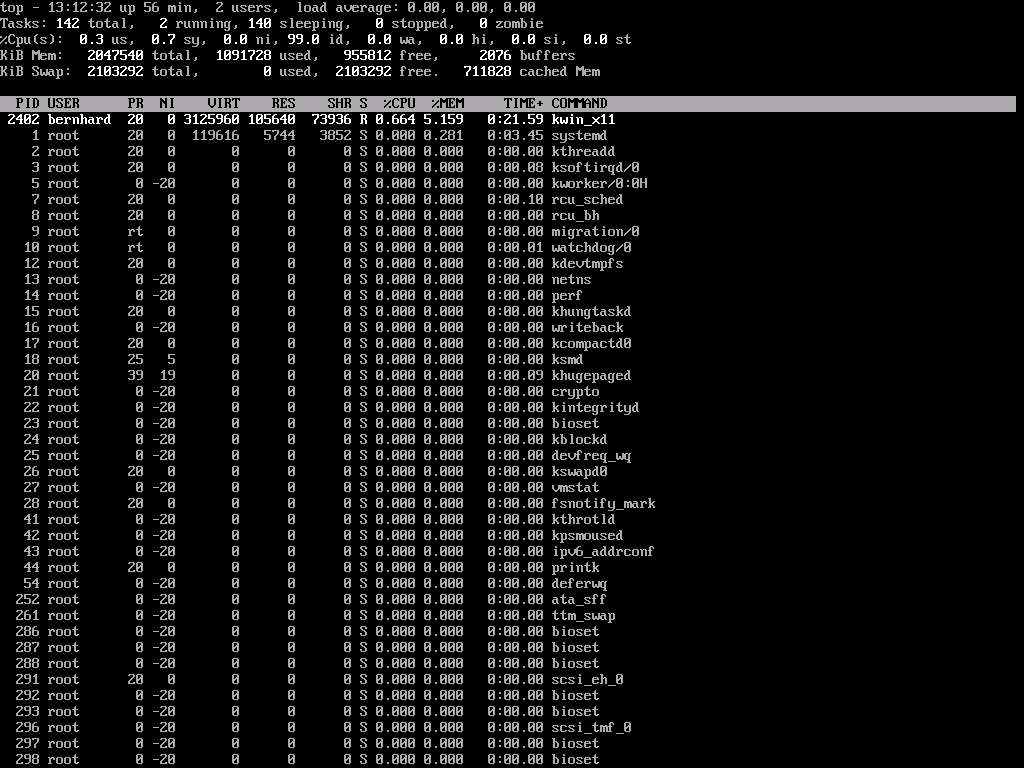 top - 13:12:32 up 56 min,  2 users,  load average: 0.00, 0.00, 0.00
Tasks: 142 total,   2 running, 140 sleeping,   0 stopped,   0 zombie
%Cpu(s):  0.3 us,  0.7 sy,  0.0 ni, 99.0 id,  0.0 wa,  0.0 hi,  0.0 si,  0.0 st
KiB Mem:   2047540 total,  1091728 used,   955812 free,     2076 buffers
KiB Swap:  2103292 total,        0 used,  2103292 free.   711828 cached Mem
  PID USER      PR  NI    VIRT    RES    SHR S  %CPU  %MEM     TIME+ COMMAND
 2402 bernhard  20   0 3125960 105640  73936 R 0.664 5.159   0:21.59 kwin_x11
    1 root      20   0  119616   5744   3852 S 0.000 0.281   0:03.45 systemd
    2 root      20   0       0      0      0 S 0.000 0.000   0:00.00 kthreadd
    3 root      20   0       0      0      0 S 0.000 0.000   0:00.08 ksoftirqd/0
    5 root       0 -20       0      0      0 S 0.000 0.000   0:00.00 kworker/0:0H
    7 root      20   0       0      0      0 S 0.000 0.000   0:00.10 rcu_sched
    8 root      20   0       0      0      0 S 0.000 0.000   0:00.00 rcu_bh
    9 root      rt   0       0      0      0 S 0.000 0.000   0:00.00 migration/0
   10 root      rt   0       0      0      0 S 0.000 0.000   0:00.01 watchdog/0
   12 root      20   0       0      0      0 S 0.000 0.000   0:00.00 kdevtmpfs
   13 root       0 -20       0      0      0 S 0.000 0.000   0:00.00 netns
   14 root       0 -20       0      0      0 S 0.000 0.000   0:00.00 perf
   15 root      20   0       0      0      0 S 0.000 0.000   0:00.00 khungtaskd
   16 root       0 -20       0      0      0 S 0.000 0.000   0:00.00 writeback
   17 root      20   0       0      0      0 S 0.000 0.000   0:00.00 kcompactd0
   18 root      25   5       0      0      0 S 0.000 0.000   0:00.00 ksmd
   20 root      39  19       0      0      0 S 0.000 0.000   0:00.09 khugepaged
   21 root       0 -20       0      0      0 S 0.000 0.000   0:00.00 crypto
   22 root       0 -20       0      0      0 S 0.000 0.000   0:00.00 kintegrityd
   23 root       0 -20       0      0      0 S 0.000 0.000   0:00.00 bioset
   24 root       0 -20       0      0      0 S 0.000 0.000   0:00.00 kblockd
   25 root       0 -20       0      0      0 S 0.000 0.000   0:00.00 devfreq_wq
   26 root      20   0       0      0      0 S 0.000 0.000   0:00.00 kswapd0
   27 root       0 -20       0      0      0 S 0.000 0.000   0:00.00 vmstat
   28 root      20   0       0      0      0 S 0.000 0.000   0:00.00 fsnotify_mark
   41 root       0 -20       0      0      0 S 0.000 0.000   0:00.00 kthrotld
   42 root       0 -20       0      0      0 S 0.000 0.000   0:00.00 kpsmoused
   43 root       0 -20       0      0      0 S 0.000 0.000   0:00.00 ipv6_addrconf
   44 root      20   0       0      0      0 S 0.000 0.000   0:00.00 printk
   54 root       0 -20       0      0      0 S 0.000 0.000   0:00.00 deferwq
  252 root       0 -20       0      0      0 S 0.000 0.000   0:00.00 ata_sff
  261 root       0 -20       0      0      0 S 0.000 0.000   0:00.00 ttm_swap
  286 root       0 -20       0      0      0 S 0.000 0.000   0:00.00 bioset
  287 root       0 -20       0      0      0 S 0.000 0.000   0:00.00 bioset
  288 root       0 -20       0      0      0 S 0.000 0.000   0:00.00 bioset
  291 root      20   0       0      0      0 S 0.000 0.000   0:00.00 scsi_eh_0
  292 root       0 -20       0      0      0 S 0.000 0.000   0:00.00 bioset
  293 root       0 -20       0      0      0 S 0.000 0.000   0:00.00 bioset
  296 root       0 -20       0      0      0 S 0.000 0.000   0:00.00 scsi_tmf_0
  297 root       0 -20       0      0      0 S 0.000 0.000   0:00.00 bioset
  298 root       0 -20       0      0      0 S 0.000 0.000   0:00.00 bioset